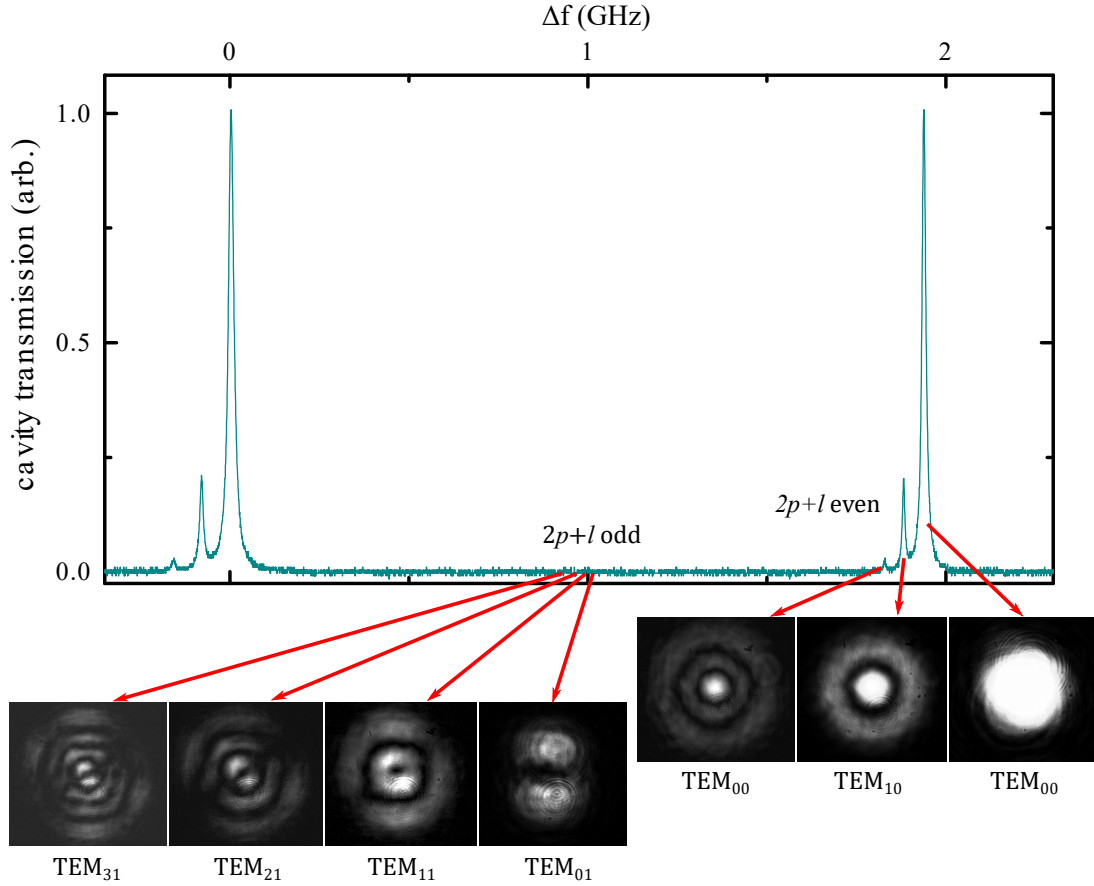 Δf (GHz)
0 1 2
cavity transmission (arb.)
1.0
0.5
0.0
2p+l odd
2p+l even
TEM₀₀ TEM₁₀ TEM₀₀
TEM₃₁ TEM₂₁ TEM₁₁ TEM₀₁